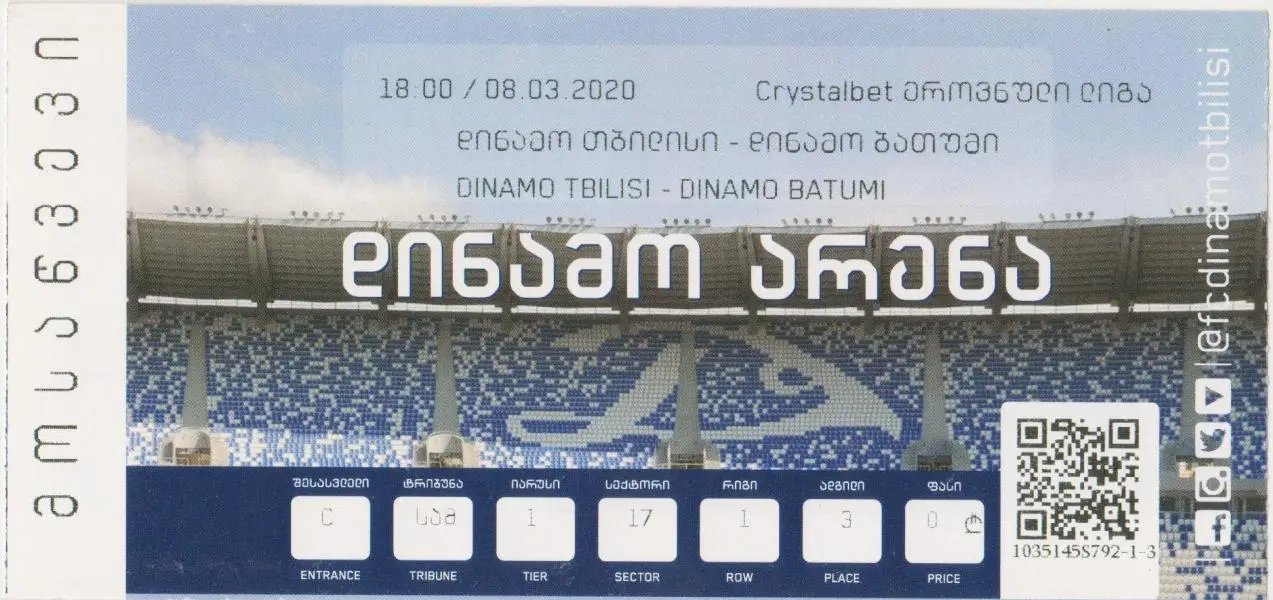 მოსაწვევი
18:00 / 08.03.2020
Crystalbet ეროვნული ლიგა
დინამო თბილისი - დინამო ბათუმი
DINAMO TBILISI - DINAMO BATUMI
დინამო არენა
@fcdinamotbilisi
შესასვლელი ტრიბუნა იარუსი სექტორი რიგი ადგილი ფასი
C სამ 1 17 1 3 0 ₾
ENTRANCE TRIBUNE TIER SECTOR ROW PLACE PRICE
1035145S792-1-3